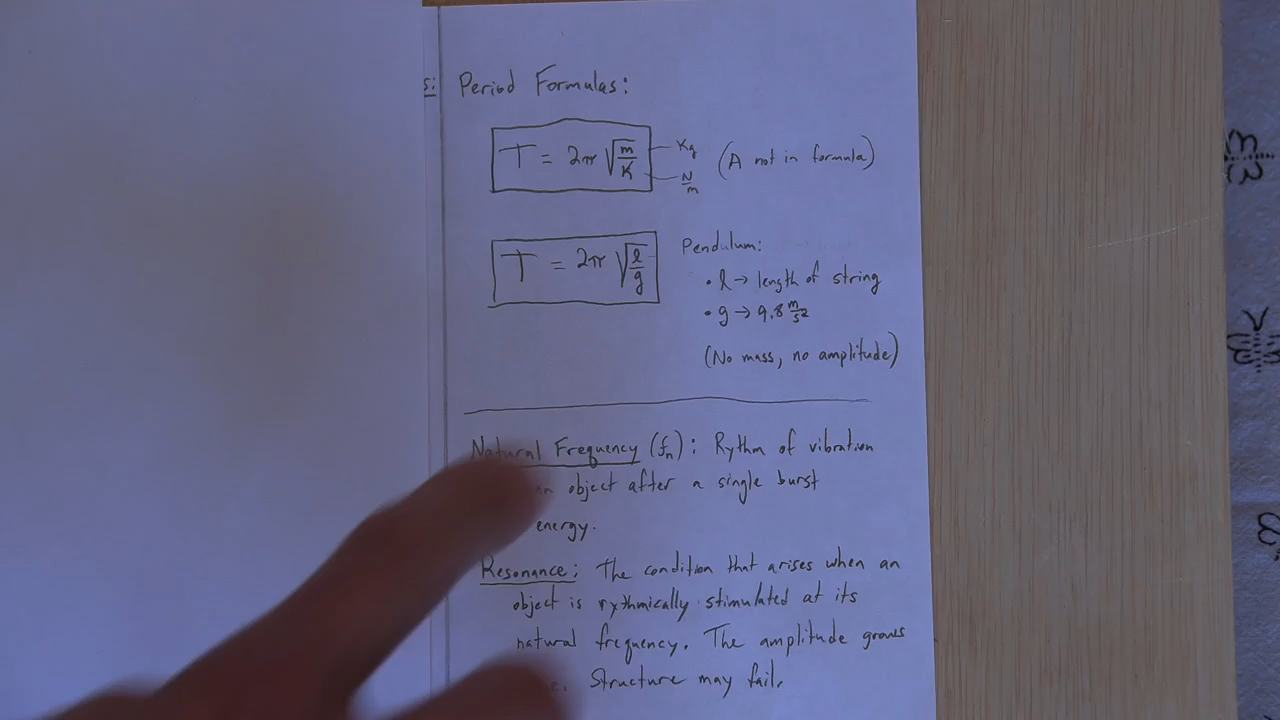 s:
Period Formulas:
T = 2π √(m/K)
Kg
N/m
(A not in formula)
T = 2π √(l/g)
Pendulum:
• l → length of string
• g → 9.8 m/s²
(No mass, no amplitude)
Natural Frequency (fn): Rythm of vibration
an object after a single burst
energy.
Resonance: The condition that arises when an
object is rythmically stimulated at its
natural frequency. The amplitude grows
Structure may fail.